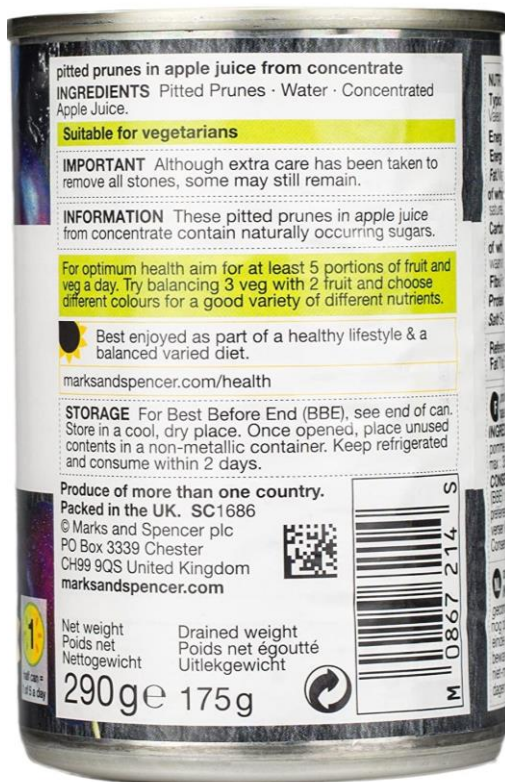 pitted prunes in apple juice from concentrate
INGREDIENTS Pitted Prunes · Water · Concentrated
Apple Juice.
Suitable for vegetarians
IMPORTANT Although extra care has been taken to
remove all stones, some may still remain.
INFORMATION These pitted prunes in apple juice
from concentrate contain naturally occurring sugars.
For optimum health aim for at least 5 portions of fruit and
veg a day. Try balancing 3 veg with 2 fruit and choose
different colours for a good variety of different nutrients.
Best enjoyed as part of a healthy lifestyle & a
balanced varied diet.
marksandspencer.com/health
STORAGE For Best Before End (BBE), see end of can.
Store in a cool, dry place. Once opened, place unused
contents in a non-metallic container. Keep refrigerated
and consume within 2 days.
Produce of more than one country.
Packed in the UK. SC1686
© Marks and Spencer plc
PO Box 3339 Chester
CH99 9QS United Kingdom
marksandspencer.com
M 0867 214 S
Net weight
Poids net
Nettogewicht
290g℮
Drained weight
Poids net égoutté
Uitlekgewicht
175g
1